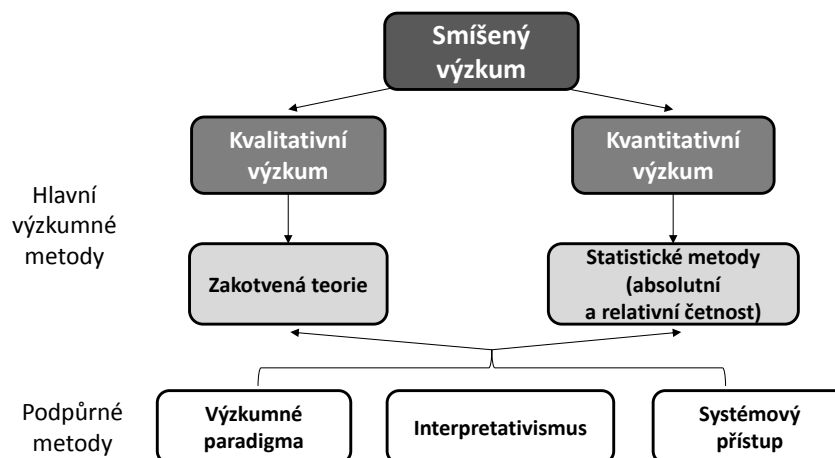 Smíšený
výzkum
Kvalitativní
výzkum
Kvantitativní
výzkum
Hlavní
výzkumné
metody
Zakotvená teorie
Statistické metody
(absolutní
a relativní četnost)
Podpůrné
metody
Výzkumné
paradigma
Interpretativismus
Systémový
přístup